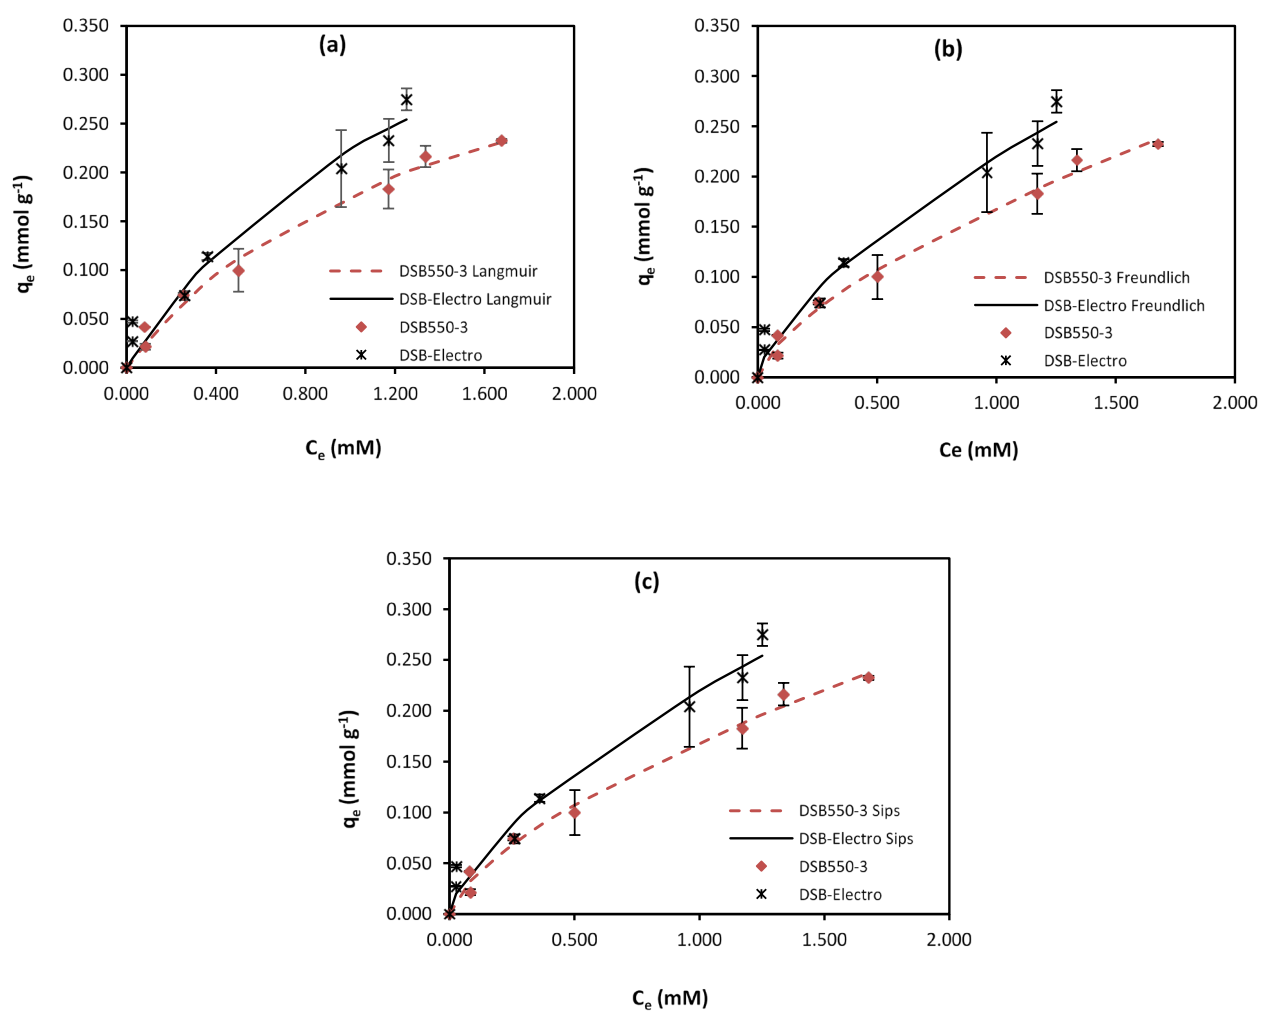 (a)
0.350
0.300
0.250
0.200
0.150
0.100
0.050
0.000
qe (mmol g-1)
DSB550-3 Langmuir
DSB-Electro Langmuir
DSB550-3
DSB-Electro
0.000 0.400 0.800 1.200 1.600 2.000
Ce (mM)
(b)
0.350
0.300
0.250
0.200
0.150
0.100
0.050
0.000
qe (mmol g-1)
DSB550-3 Freundlich
DSB-Electro Freundlich
DSB550-3
DSB-Electro
0.000 0.500 1.000 1.500 2.000
Ce (mM)
(c)
0.350
0.300
0.250
0.200
0.150
0.100
0.050
0.000
qe (mmol g-1)
DSB550-3 Sips
DSB-Electro Sips
DSB550-3
DSB-Electro
0.000 0.500 1.000 1.500 2.000
Ce (mM)